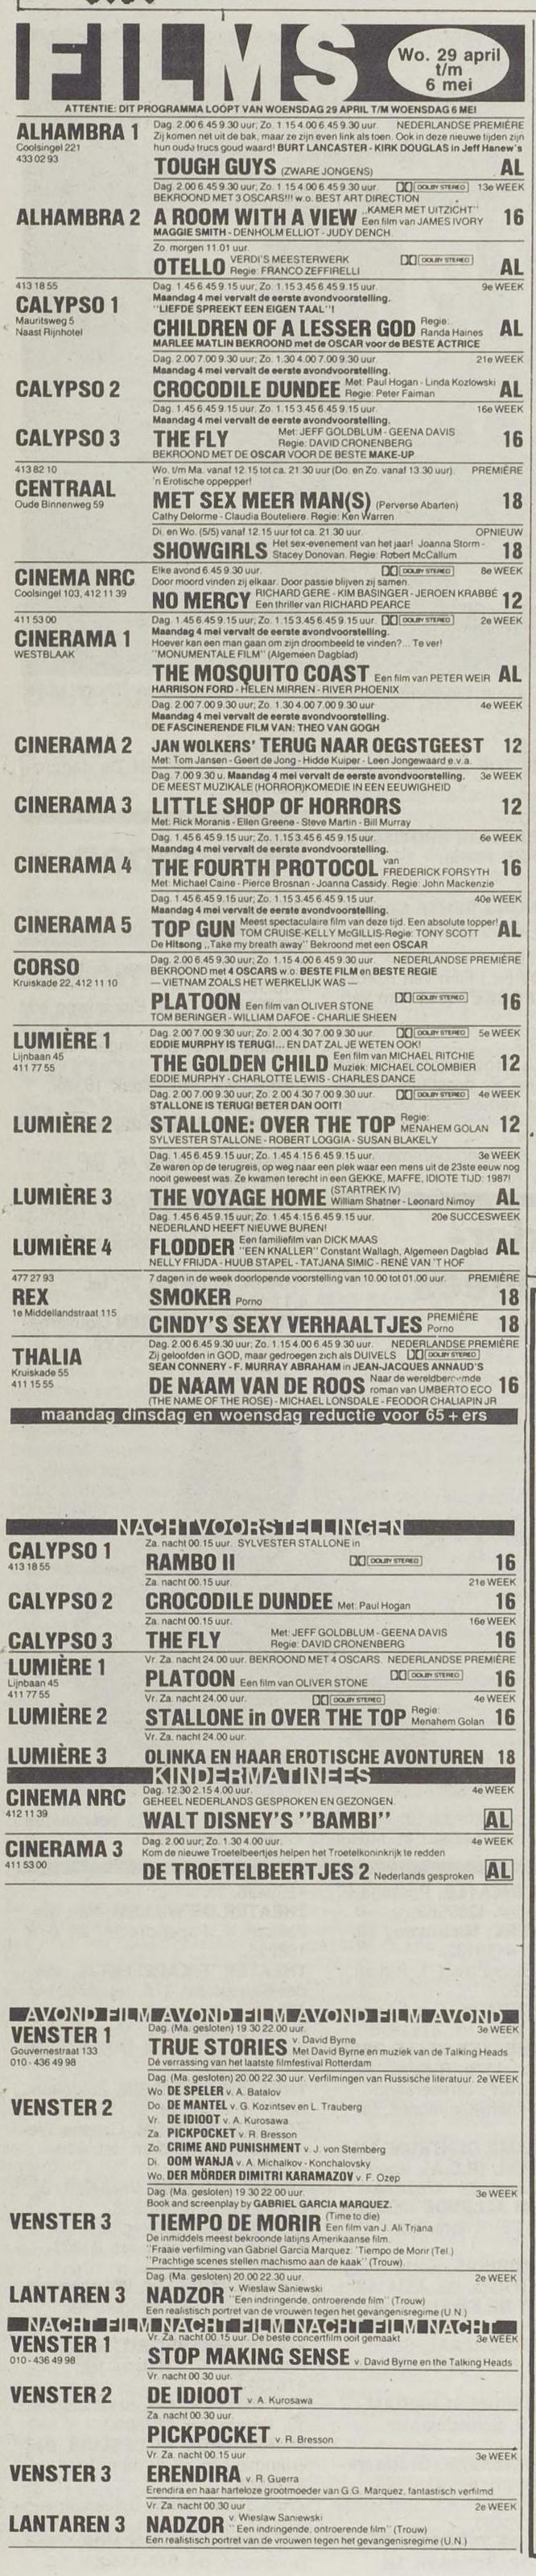 FILMS
Wo. 29 april
t/m
6 mei
ATTENTIE: DIT PROGRAMMA LOOPT VAN WOENSDAG 29 APRIL T/M WOENSDAG 6 MEI
ALHAMBRA 1
Coolsingel 221
433 02 93
Dag. 2.00 6.45 9.30 uur; Zo. 1.15 4.00 6.45 9.30 uur. NEDERLANDSE PREMIÈRE
Zij komen net uit de bak, maar ze zijn even link als toen. Ook in deze nieuwe tijden zijn
hun oude trucs goud waard! BURT LANCASTER - KIRK DOUGLAS in Jeff Hanew's
TOUGH GUYS (ZWARE JONGENS) AL
Dag. 2.00 6.45 9.30 uur; Zo. 1.15 4.00 6.45 9.30 uur. DOLBY STEREO 13e WEEK
BEKROOND MET 3 OSCARS!!! w.o. BEST ART DIRECTION
ALHAMBRA 2 A ROOM WITH A VIEW „KAMER MET UITZICHT" Een film van JAMES IVORY 16
MAGGIE SMITH - DENHOLM ELLIOT - JUDY DENCH
Zo. morgen 11.01 uur.
OTELLO VERDI'S MEESTERWERK Regie: FRANCO ZEFFIRELLI DOLBY STEREO AL
413 18 55
CALYPSO 1
Mauritsweg 5
Naast Rijnhotel
Dag. 1.45 6.45 9.15 uur; Zo. 1.15 3.45 6.45 9.15 uur. 9e WEEK
Maandag 4 mei vervalt de eerste avondvoorstelling.
"LIEFDE SPREEKT EEN EIGEN TAAL"!
CHILDREN OF A LESSER GOD Regie: Randa Haines AL
MARLEE MATLIN BEKROOND met de OSCAR voor de BESTE ACTRICE
Dag. 2.00 7.00 9.30 uur; Zo. 1.30 4.00 7.00 9.30 uur. 21e WEEK
Maandag 4 mei vervalt de eerste avondvoorstelling.
CALYPSO 2 CROCODILE DUNDEE Met: Paul Hogan - Linda Kozlowski Regie: Peter Faiman AL
Dag. 1.45 6.45 9.15 uur; Zo. 1.15 3.45 6.45 9.15 uur. 16e WEEK
Maandag 4 mei vervalt de eerste avondvoorstelling.
CALYPSO 3 THE FLY Met: JEFF GOLDBLUM - GEENA DAVIS Regie: DAVID CRONENBERG 16
BEKROOND MET DE OSCAR VOOR DE BESTE MAKE-UP
413 82 10
CENTRAAL
Oude Binnenweg 59
Wo. t/m Ma. vanaf 12.15 tot ca. 21.30 uur (Do. en Zo. vanaf 13.30 uur). PREMIÈRE
'n Erotische oppepper!
MET SEX MEER MAN(S) (Perverse Abarten) 18
Cathy Delorme - Claudia Bouteliere. Regie: Ken Warren
Di. en Wo. (5/5) vanaf 12.15 uur tot ca. 21.30 uur. OPNIEUW
SHOWGIRLS Het sex-evenement van het jaar! Joanna Storm - Stacey Donovan. Regie: Robert McCallum 18
CINEMA NRC
Coolsingel 103, 412 11 39
Elke avond 6.45 9.30 uur. DOLBY STEREO 8e WEEK
Door moord vinden zij elkaar. Door passie blijven zij samen.
NO MERCY RICHARD GERE - KIM BASINGER - JEROEN KRABBÉ Een thriller van RICHARD PEARCE 12
411 53 00
CINERAMA 1
WESTBLAAK
Dag. 1.45 6.45 9.15 uur; Zo. 1.15 3.45 6.45 9.15 uur. DOLBY STEREO 2e WEEK
Maandag 4 mei vervalt de eerste avondvoorstelling.
Hoever kan een man gaan om zijn droombeeld te vinden?... Te ver!
"MONUMENTALE FILM" (Algemeen Dagblad)
THE MOSQUITO COAST Een film van PETER WEIR AL
HARRISON FORD - HELEN MIRREN - RIVER PHOENIX
Dag. 2.00 7.00 9.30 uur; Zo. 1.30 4.00 7.00 9.30 uur 4e WEEK
Maandag 4 mei vervalt de eerste avondvoorstelling.
DE FASCINERENDE FILM VAN: THEO VAN GOGH
CINERAMA 2 JAN WOLKERS' TERUG NAAR OEGSTGEEST 12
Met: Tom Jansen - Geert de Jong - Hidde Kuiper - Leen Jongewaard e.v.a.
Dag. 7.00 9.30 u. Maandag 4 mei vervalt de eerste avondvoorstelling. 3e WEEK
DE MEEST MUZIKALE (HORROR)KOMEDIE IN EEN EEUWIGHEID
CINERAMA 3 LITTLE SHOP OF HORRORS 12
Met: Rick Moranis - Ellen Greene - Steve Martin - Bill Murray
Dag. 1.45 6.45 9.15 uur; Zo. 1.15 3.45 6.45 9.15 uur. 6e WEEK
Maandag 4 mei vervalt de eerste avondvoorstelling.
CINERAMA 4 THE FOURTH PROTOCOL van FREDERICK FORSYTH 16
Met: Michael Caine - Pierce Brosnan - Joanna Cassidy. Regie: John Mackenzie
Dag. 1.45 6.45 9.15 uur; Zo. 1.15 3.45 6.45 9.15 uur. 40e WEEK
Maandag 4 mei vervalt de eerste avondvoorstelling.
CINERAMA 5 TOP GUN Meest spectaculaire film van deze tijd. Een absolute topper! TOM CRUISE-KELLY McGILLIS-Regie: TONY SCOTT AL
De Hitsong „Take my breath away" Bekroond met een OSCAR
CORSO
Kruiskade 22, 412 11 10
Dag. 2.00 6.45 9.30 uur; Zo. 1.15 4.00 6.45 9.30 uur. NEDERLANDSE PREMIÈRE
BEKROOND met 4 OSCARS w.o. BESTE FILM en BESTE REGIE
— VIETNAM ZOALS HET WERKELIJK WAS —
PLATOON Een film van OLIVER STONE DOLBY STEREO 16
TOM BERINGER - WILLIAM DAFOE - CHARLIE SHEEN
LUMIÈRE 1
Lijnbaan 45
411 77 55
Dag. 2.00 7.00 9.30 uur; Zo. 2.00 4.30 7.00 9.30 uur. DOLBY STEREO 5e WEEK
EDDIE MURPHY IS TERUG!... EN DAT ZAL JE WETEN OOK!
THE GOLDEN CHILD Een film van MICHAEL RITCHIE Muziek: MICHAEL COLOMBIER 12
EDDIE MURPHY - CHARLOTTE LEWIS - CHARLES DANCE
Dag. 2.00 7.00 9.30 uur; Zo. 2.00 4.30 7.00 9.30 uur. DOLBY STEREO 4e WEEK
STALLONE IS TERUG! BETER DAN OOIT!
LUMIÈRE 2 STALLONE: OVER THE TOP Regie: MENAHEM GOLAN 12
SYLVESTER STALLONE - ROBERT LOGGIA - SUSAN BLAKELY
Dag. 1.45 6.45 9.15 uur; Zo. 1.45 4.15 6.45 9.15 uur. 3e WEEK
Ze waren op de terugreis, op weg naar een plek waar een mens uit de 23ste eeuw nog
nooit geweest was. Ze kwamen terecht in een GEKKE, MAFFE, IDIOTE TIJD: 1987!
LUMIÈRE 3 THE VOYAGE HOME (STARTREK IV) William Shatner - Leonard Nimoy AL
Dag. 1.45 6.45 9.15 uur; Zo. 1.45 4.15 6.45 9.15 uur. 20e SUCCESWEEK
NEDERLAND HEEFT NIEUWE BUREN!
LUMIÈRE 4 FLODDER Een familiefilm van DICK MAAS "EEN KNALLER" Constant Wallagh, Algemeen Dagblad AL
NELLY FRIJDA - HUUB STAPEL - TATJANA SIMIC - RENÉ VAN 'T HOF
477 27 93
REX
1e Middellandstraat 115
7 dagen in de week doorlopende voorstelling van 10.00 tot 01.00 uur. PREMIÈRE
SMOKER Porno 18
CINDY'S SEXY VERHAALTJES PREMIÈRE Porno 18
THALIA
Kruiskade 55
411 15 55
Dag. 2.00 6.45 9.30 uur; Zo. 1.15 4.00 6.45 9.30 uur. NEDERLANDSE PREMIÈRE
Zij geloofden in GOD, maar gedroegen zich als DUIVELS DOLBY STEREO
SEAN CONNERY - F. MURRAY ABRAHAM in JEAN-JACQUES ANNAUD'S
DE NAAM VAN DE ROOS Naar de wereldberoemde roman van UMBERTO ECO 16
(THE NAME OF THE ROSE) - MICHAEL LONSDALE - FEODOR CHALIAPIN JR
maandag dinsdag en woensdag reductie voor 65+ers
NACHTVOORSTELLINGEN
CALYPSO 1
413 18 55
Za. nacht 00.15 uur. SYLVESTER STALLONE in
RAMBO II DOLBY STEREO 16
Za. nacht 00.15 uur. 21e WEEK
CALYPSO 2 CROCODILE DUNDEE Met: Paul Hogan 16
Za. nacht 00.15 uur. 16e WEEK
CALYPSO 3 THE FLY Met: JEFF GOLDBLUM - GEENA DAVIS Regie: DAVID CRONENBERG 16
LUMIÈRE 1
Lijnbaan 45
411 77 55
Vr. Za. nacht 24.00 uur. BEKROOND MET 4 OSCARS. NEDERLANDSE PREMIÈRE
PLATOON Een film van OLIVER STONE DOLBY STEREO 16
Vr. Za. nacht 24.00 uur. DOLBY STEREO 4e WEEK
LUMIÈRE 2 STALLONE in OVER THE TOP Regie: Menahem Golan 16
Vr. Za. nacht 24.00 uur.
LUMIÈRE 3 OLINKA EN HAAR EROTISCHE AVONTUREN 18
KINDERMATINEES
CINEMA NRC
412 11 39
Dag. 12.30 2.15 4.00 uur. 4e WEEK
GEHEEL NEDERLANDS GESPROKEN EN GEZONGEN.
WALT DISNEY'S "BAMBI" AL
CINERAMA 3
411 53 00
Dag. 2.00 uur; Zo. 1.30 4.00 uur. 4e WEEK
Kom de nieuwe Troetelbeertjes helpen het Troetelkoninkrijk te redden
DE TROETELBEERTJES 2 Nederlands gesproken AL
AVOND FILM AVOND FILM AVOND FILM AVOND
VENSTER 1
Gouvernestraat 133
010 - 436 49 98
Dag. (Ma. gesloten) 19.30 22.00 uur. 3e WEEK
TRUE STORIES v. David Byrne Met David Byrne en muziek van de Talking Heads
De verrassing van het laatste filmfestival Rotterdam
Dag. (Ma. gesloten) 20.00 22.30 uur. Verfilmingen van Russische literatuur. 2e WEEK
VENSTER 2
Wo. DE SPELER v. A. Batalov
Do. DE MANTEL v. G. Kozintsev en L. Trauberg
Vr. DE IDIOOT v. A. Kurosawa
Za. PICKPOCKET v. R. Bresson
Zo. CRIME AND PUNISHMENT v. J. von Sternberg
Di. OOM WANJA v. A. Michalkov - Konchalovsky
Wo. DER MÖRDER DIMITRI KARAMAZOV v. F. Ozep
Dag. (Ma. gesloten) 19.30 22.00 uur. 3e WEEK
Book and screenplay by GABRIEL GARCIA MARQUEZ.
VENSTER 3 TIEMPO DE MORIR (Time to die) Een film van J. Ali Triana
De inmiddels meest bekroonde latijns Amerikaanse film.
"Fraaie verfilming van Gabriel Garcia Marquez: 'Tiempo de Morir (Tel.)
"Prachtige scenes stellen machismo aan de kaak" (Trouw).
Dag. (Ma. gesloten) 20.00 22.30 uur. 2e WEEK
LANTAREN 3 NADZOR v. Wieslaw Saniewski "Een indringende, ontroerende film" (Trouw)
Een realistisch portret van de vrouwen tegen het gevangenisregime (U.N.)
NACHT FILM NACHT FILM NACHT FILM NACHT
VENSTER 1
010 - 436 49 98
Vr. Za. nacht 00.15 uur. De beste concertfilm ooit gemaakt 3e WEEK
STOP MAKING SENSE v. David Byrne en the Talking Heads
Vr. nacht 00.30 uur.
VENSTER 2 DE IDIOOT v. A. Kurosawa
Za. nacht 00.30 uur.
PICKPOCKET v. R. Bresson
Vr. Za. nacht 00.15 uur 3e WEEK
VENSTER 3 ERENDIRA v. R. Guerra
Erendira en haar harteloze grootmoeder van G.G. Marquez, fantastisch verfilmd
Vr. Za. nacht 00.30 uur 2e WEEK
LANTAREN 3 NADZOR v. Wieslaw Saniewski "Een indringende, ontroerende film" (Trouw)
Een realistisch portret van de vrouwen tegen het gevangenisregime (U.N.)